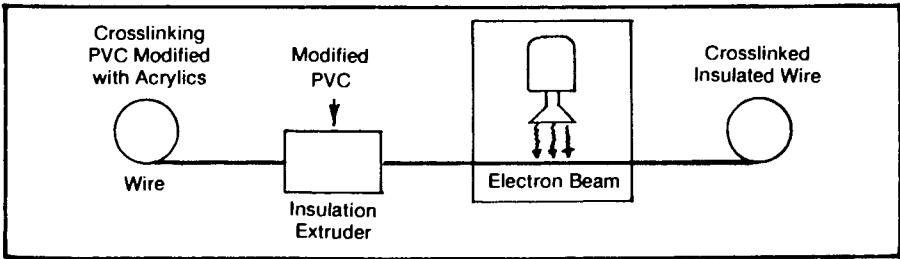 Crosslinking
PVC Modified
with Acrylics
Wire
Modified
PVC
Insulation
Extruder
Electron Beam
Crosslinked
Insulated Wire